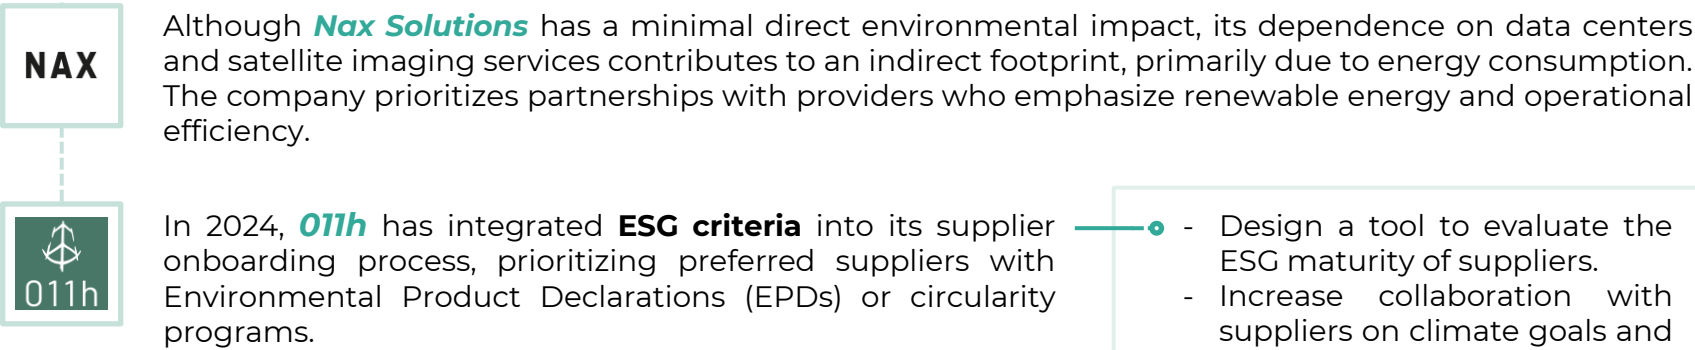 NAX
Although Nax Solutions has a minimal direct environmental impact, its dependence on data centers
and satellite imaging services contributes to an indirect footprint, primarily due to energy consumption.
The company prioritizes partnerships with providers who emphasize renewable energy and operational
efficiency.
011h
In 2024, 011h has integrated ESG criteria into its supplier
onboarding process, prioritizing preferred suppliers with
Environmental Product Declarations (EPDs) or circularity
programs.
- Design a tool to evaluate the
ESG maturity of suppliers.
- Increase collaboration with
suppliers on climate goals and